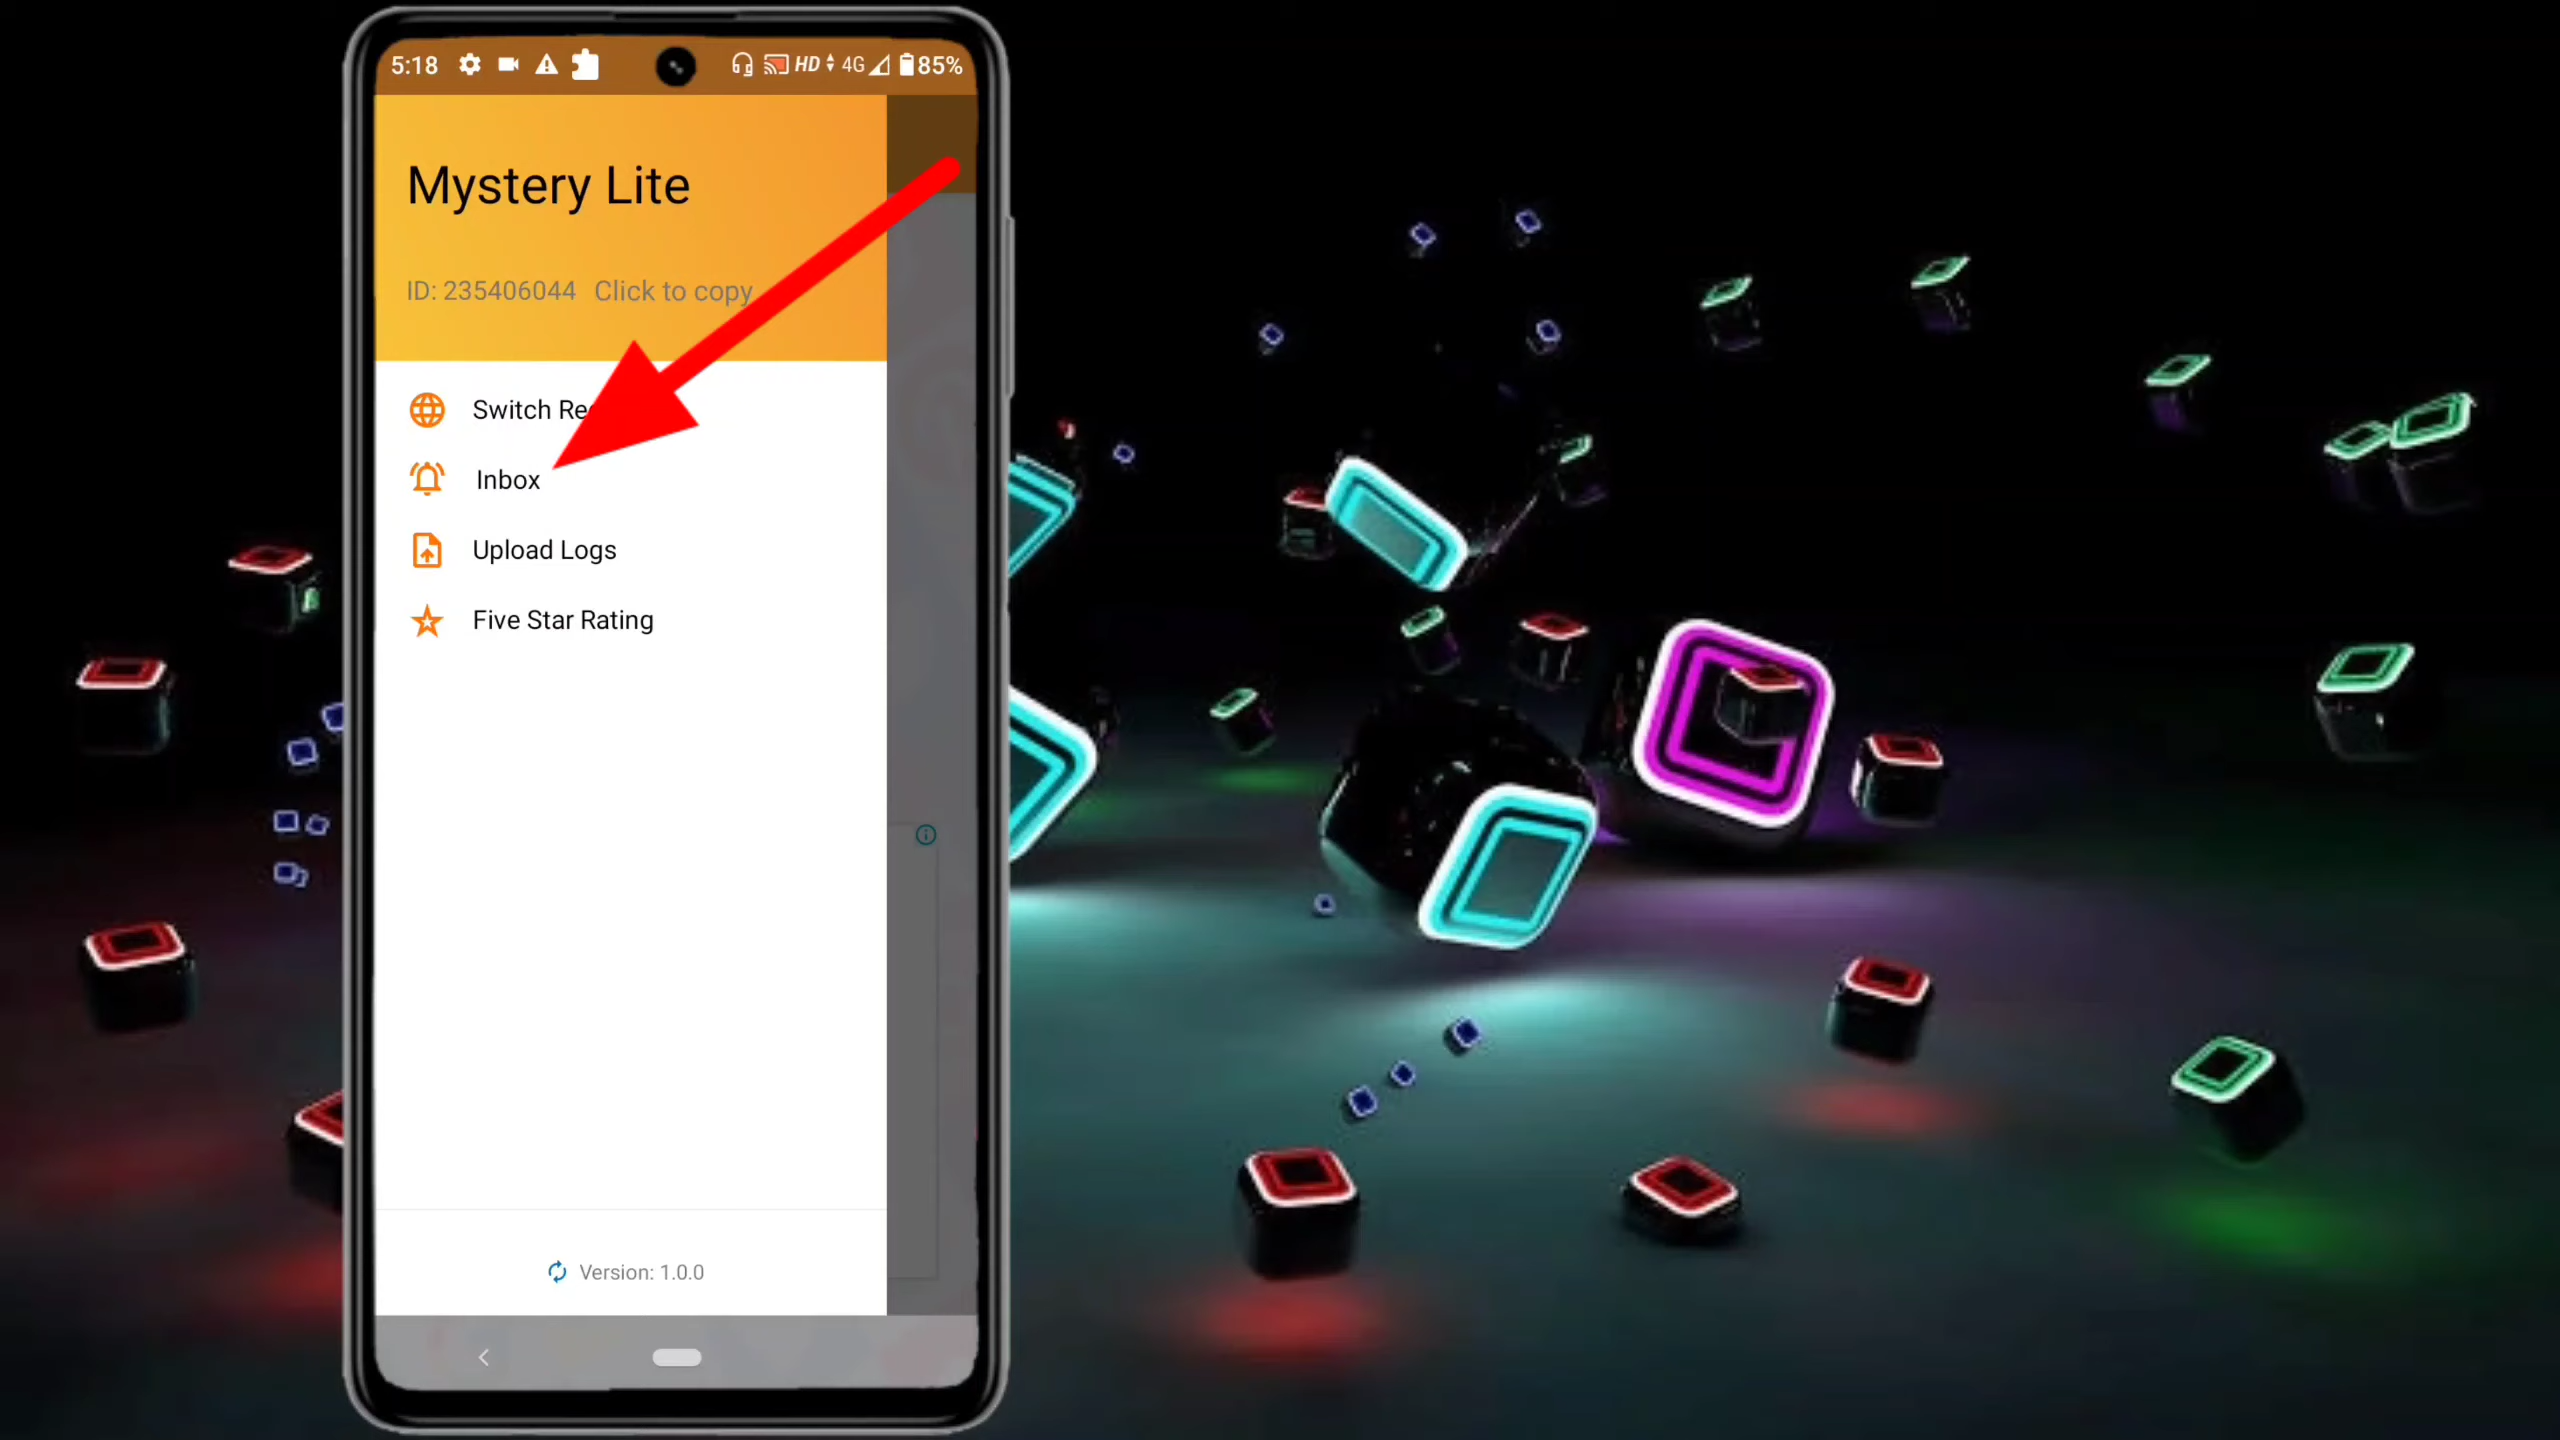 5:18 HD 4G 85%
Mystery Lite
ID: 235406044 Click to copy
Switch
Inbox
Upload Logs
Five Star Rating
Version: 1.0.0